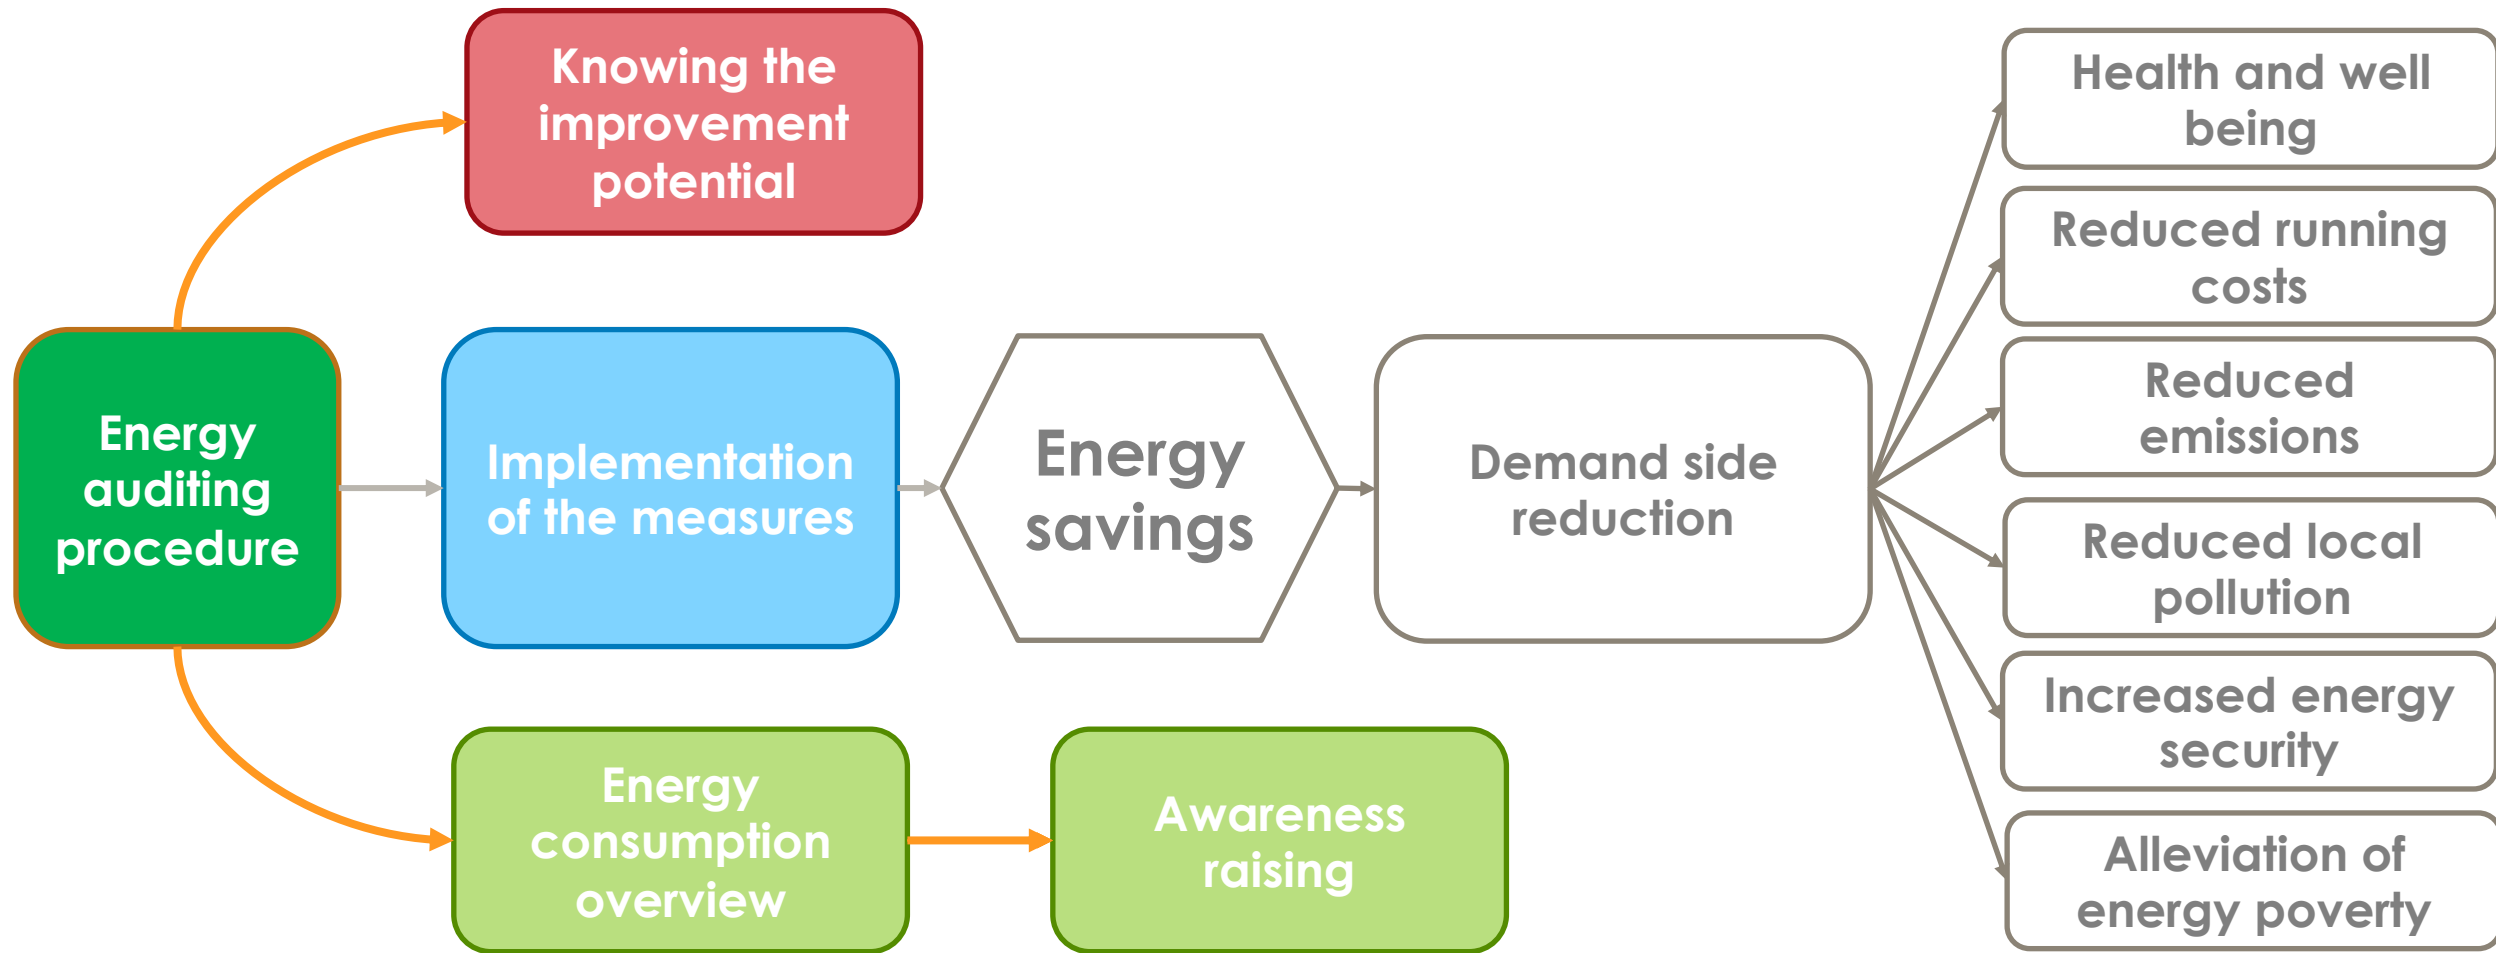 Knowing the
improvement
potential
Energy
auditing
procedure
Implementation
of the measures
Energy
savings
Demand side
reduction
Energy
consumption
overview
Awareness
raising
Health and well
being
Reduced running
costs
Reduced
emissions
Reduced local
pollution
Increased energy
security
Alleviation of
energy poverty